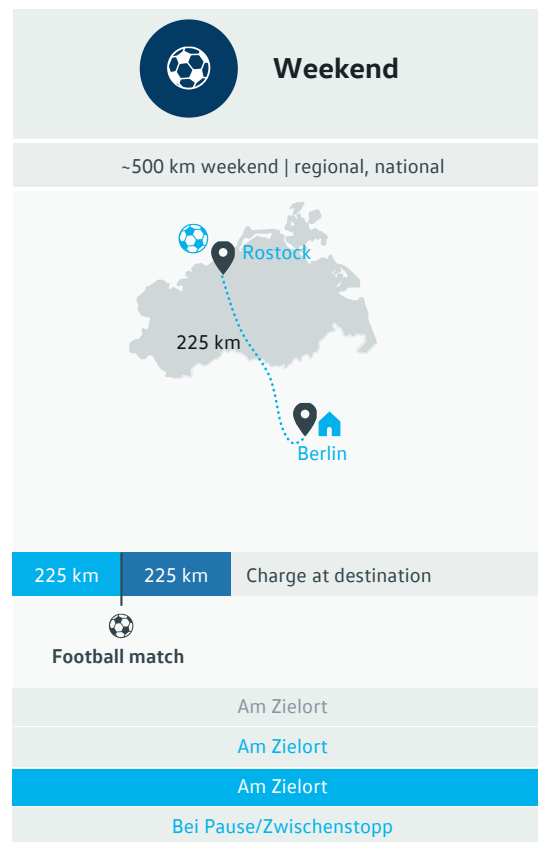 Weekend
~500 km weekend | regional, national
Rostock
225 km
Berlin
225 km 225 km Charge at destination
Football match
Am Zielort
Am Zielort
Am Zielort
Bei Pause/Zwischenstopp